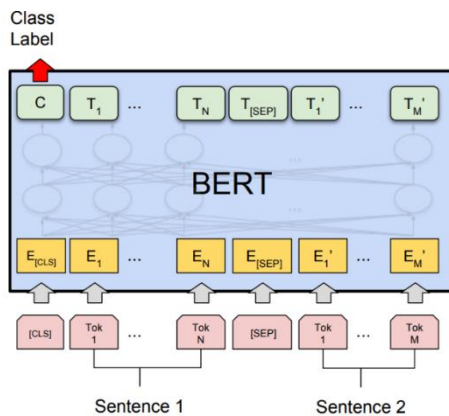 Class
Label
C T1 ... TN T[SEP] T1' ... TM'
...
BERT
...
E[CLS] E1 ... EN E[SEP] E1' ... EM'
[CLS] Tok 1 ... Tok N [SEP] Tok 1 ... Tok M
Sentence 1 Sentence 2